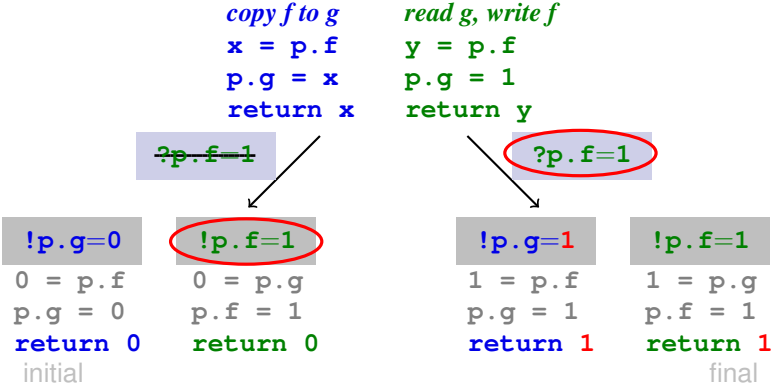 copy f to g read g, write f
x = p.f y = p.f
p.g = x p.g = 1
return x return y
?p.f=1 ?p.f=1
!p.g=0 !p.f=1 !p.g=1 !p.f=1
0 = p.f 0 = p.g 1 = p.f 1 = p.g
p.g = 0 p.f = 1 p.g = 1 p.f = 1
return 0 return 0 return 1 return 1
initial final